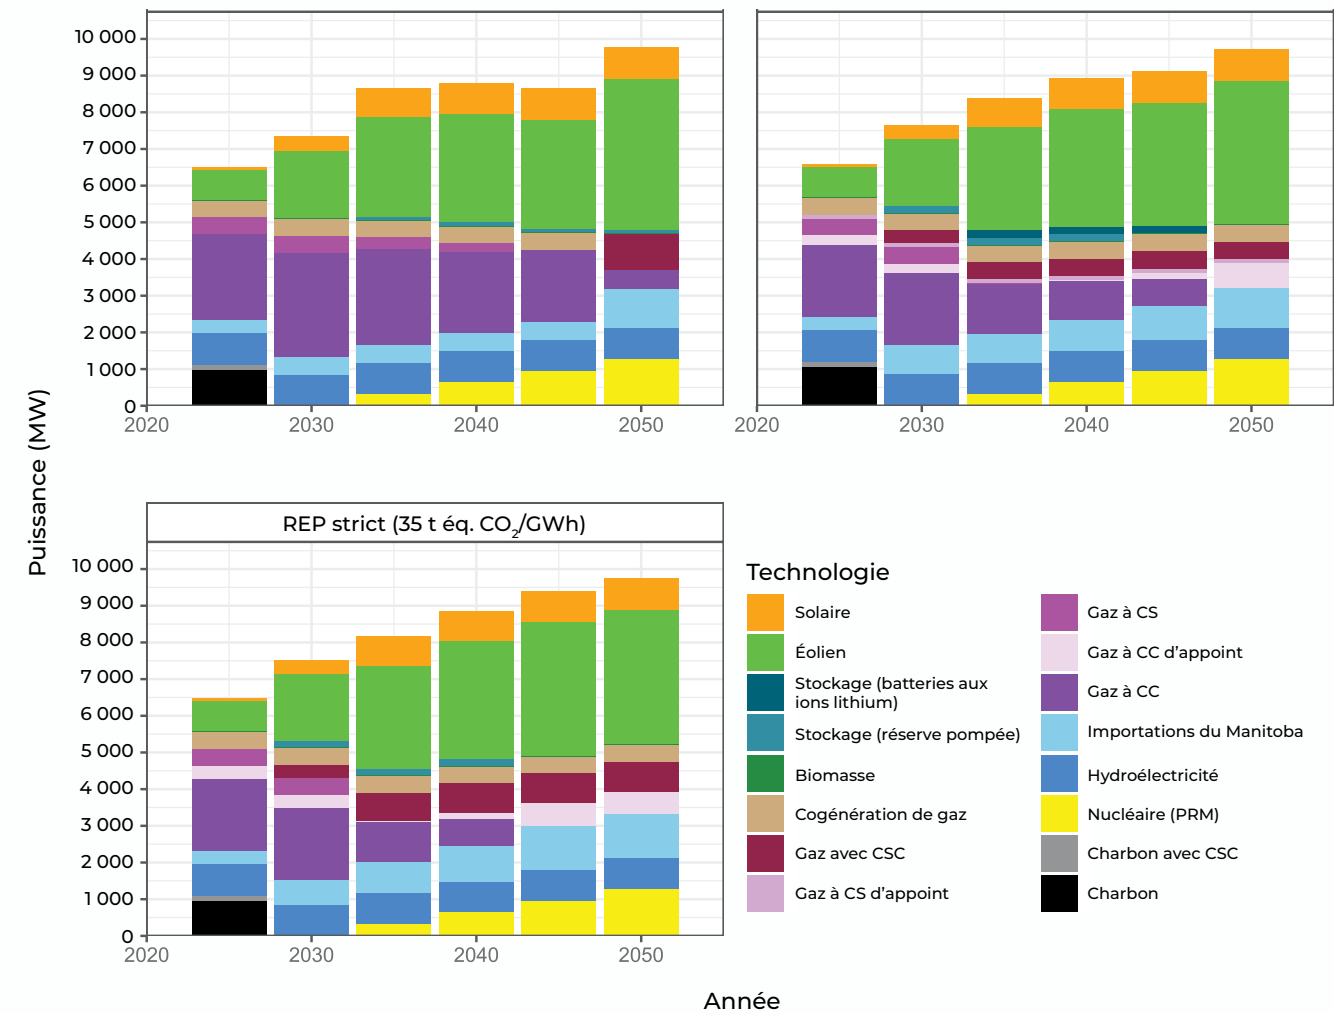 10 000
9 000
8 000
7 000
6 000
5 000
4 000
3 000
2 000
1 000
0
2020
2030
2040
2050
2020
2030
2040
2050
Puissance (MW)
REP strict (35 t éq. CO₂/GWh)
10 000
9 000
8 000
7 000
6 000
5 000
4 000
3 000
2 000
1 000
0
2020
2030
2040
2050
Année
Technologie
Solaire
Éolien
Stockage (batteries aux
ions lithium)
Stockage (réserve pompée)
Biomasse
Cogénération de gaz
Gaz avec CSC
Gaz à CS d’appoint
Gaz à CS
Gaz à CC d’appoint
Gaz à CC
Importations du Manitoba
Hydroélectricité
Nucléaire (PRM)
Charbon avec CSC
Charbon